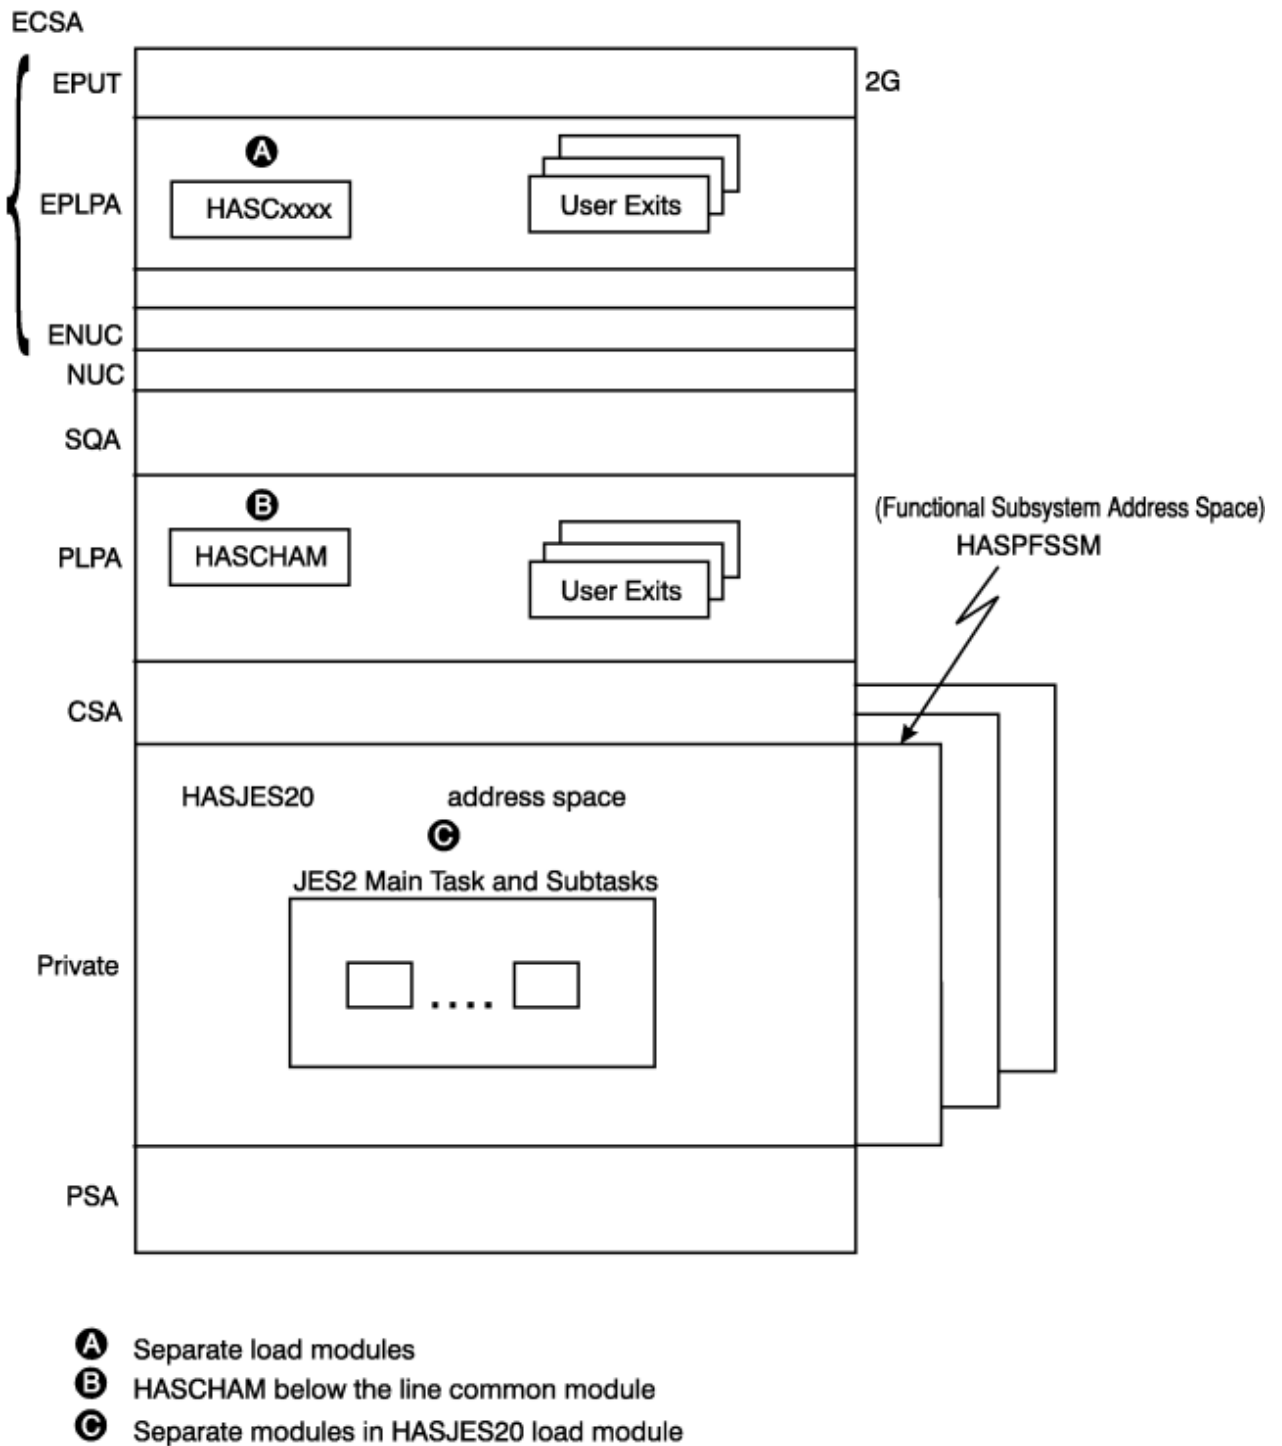 ECSA
EPUT
2G
A
EPLPA
HASCxxxx
User Exits
ENUC
NUC
SQA
B
(Functional Subsystem Address Space)
HASPFSSM
PLPA
HASCHAM
User Exits
CSA
HASJES20 address space
C
JES2 Main Task and Subtasks
Private
....
PSA
A Separate load modules
B HASCHAM below the line common module
C Separate modules in HASJES20 load module